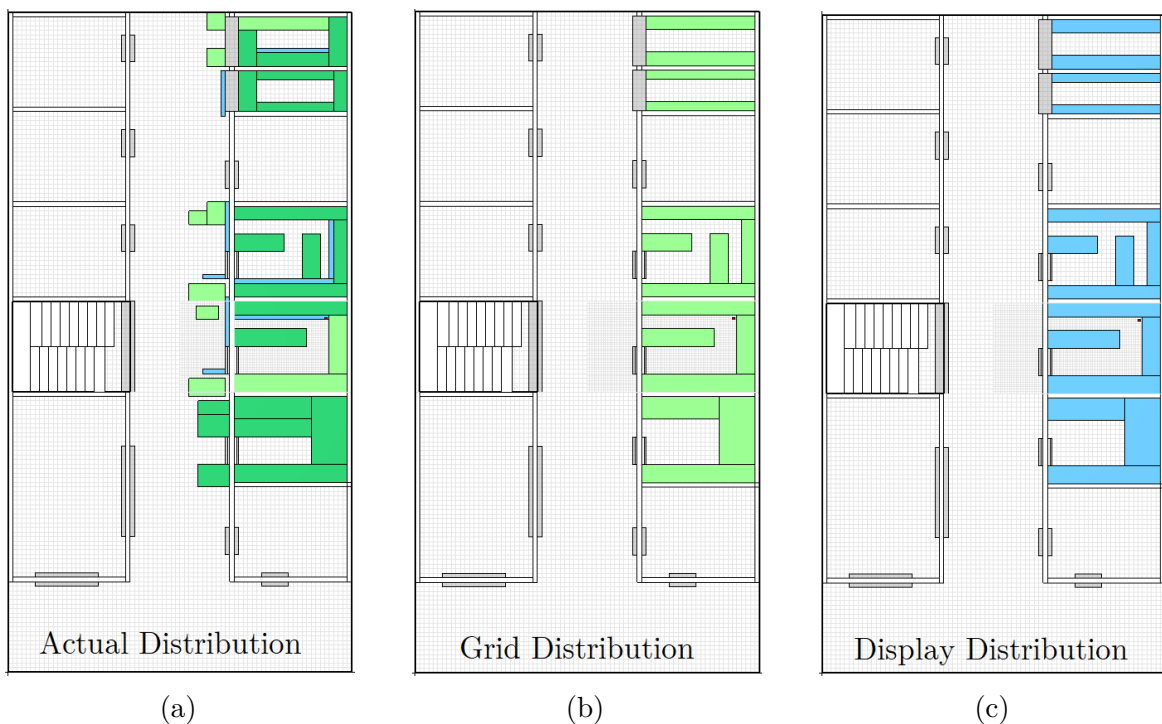 Actual Distribution
Grid Distribution
Display Distribution
(a)
(b)
(c)